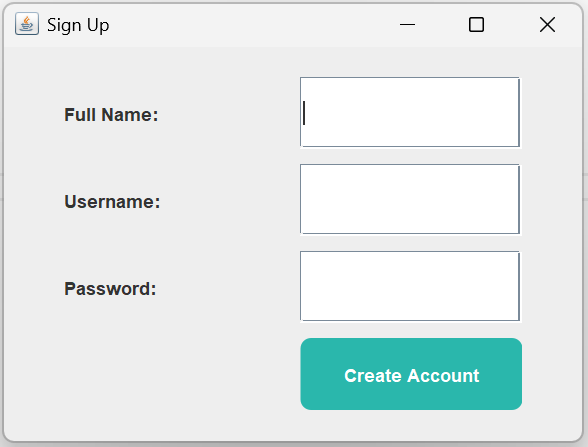 Sign Up
Full Name:
Username:
Password:
Create Account